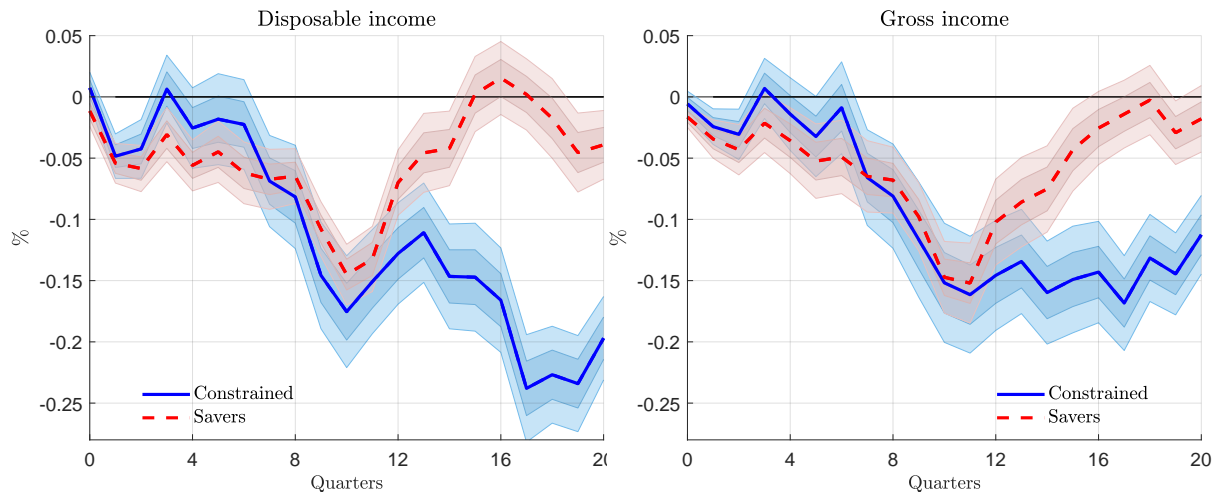 Disposable income
0.05
0
-0.05
-0.1
-0.15
-0.2
-0.25
%
0 4 8 12 16 20
Quarters
Constrained
Savers
Gross income
0.05
0
-0.05
-0.1
-0.15
-0.2
-0.25
%
0 4 8 12 16 20
Quarters
Constrained
Savers